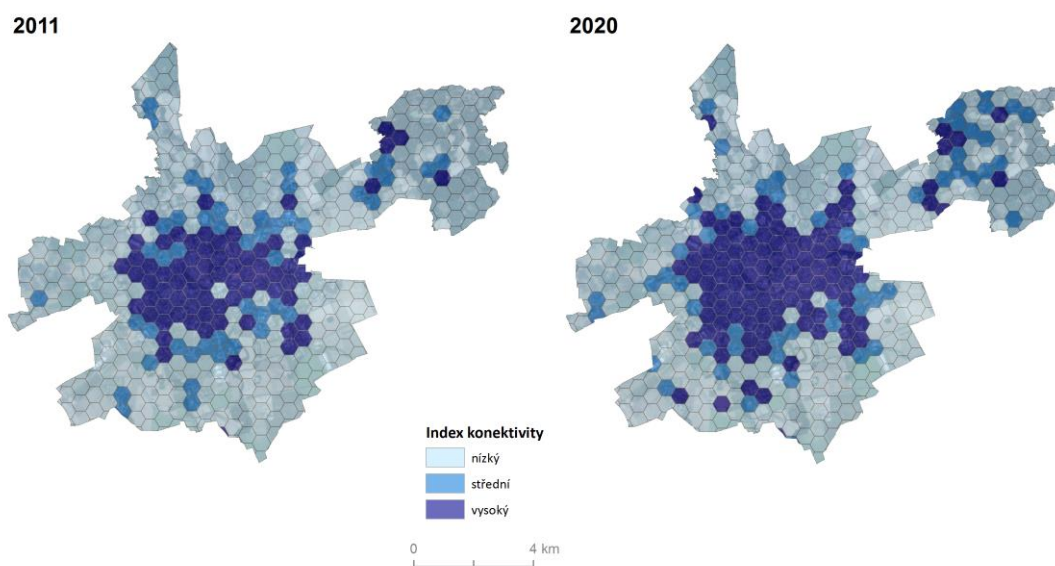 2011
2020
Index konektivity
nízký
střední
vysoký
0 4 km